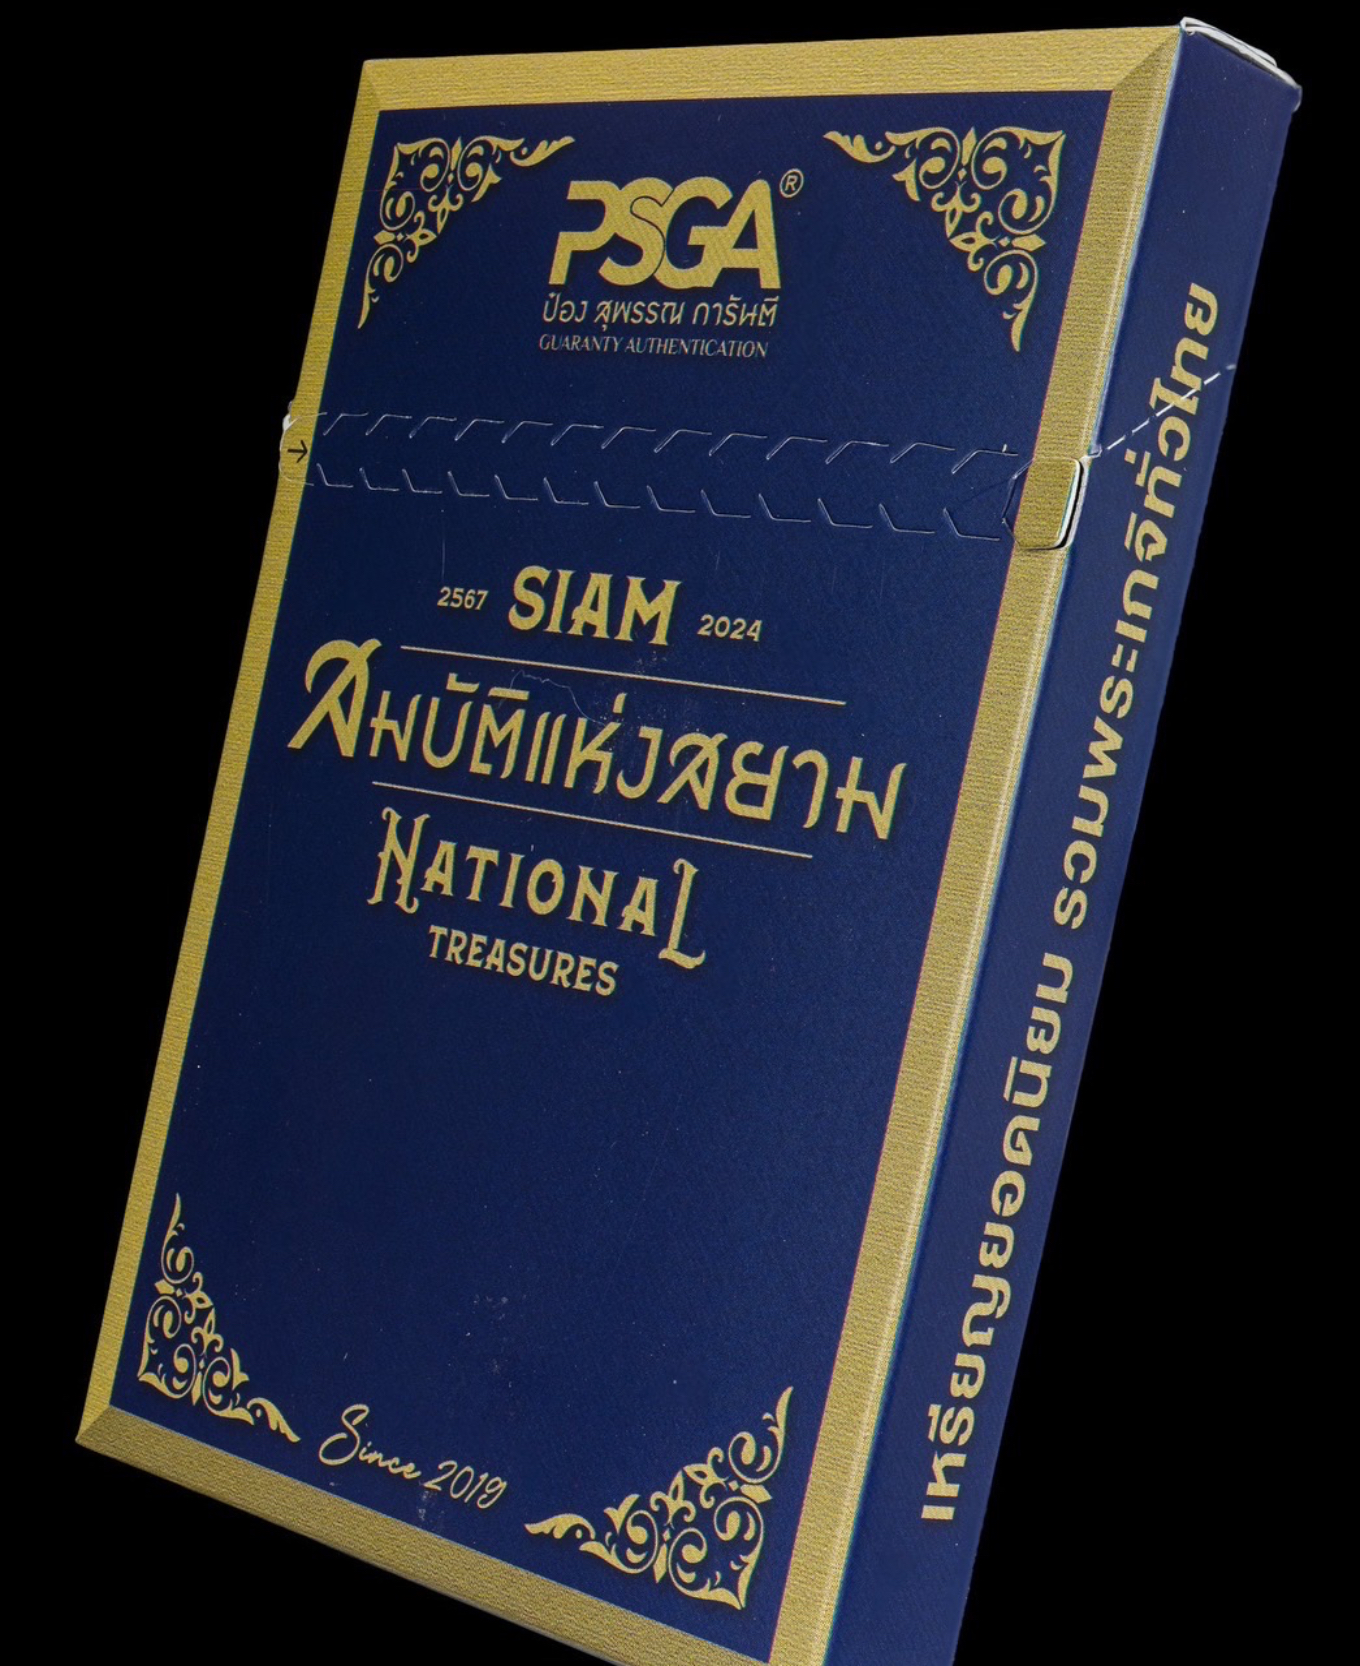 PSGA®
ป๋อง สุพรรณ การันตี
GUARANTY AUTHENTICATION
2567 SIAM 2024
สมบัติแห่งสยาม
NATIONAL
TREASURES
Since 2019
เหรียญยอดนิยม รวมพระเกจิทั่วไทย